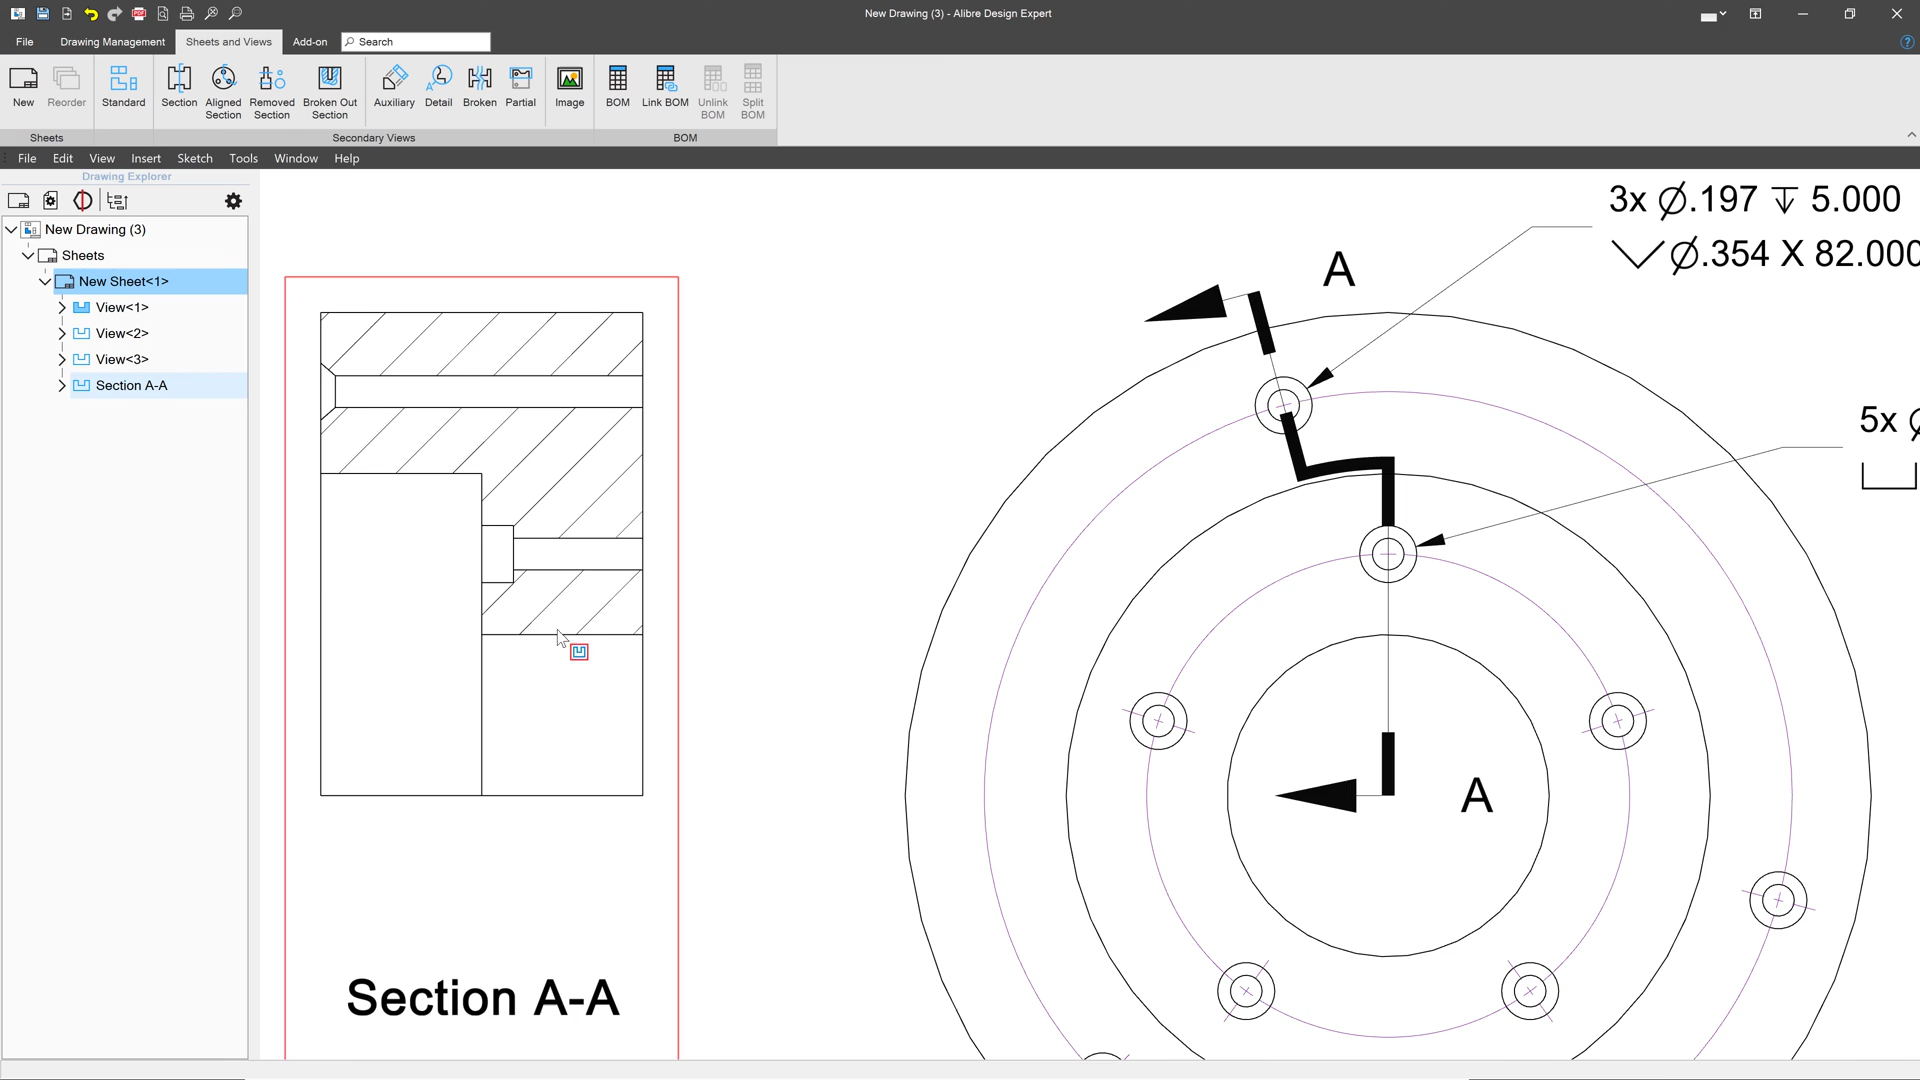 New Drawing (3) - Alibre Design Expert
File Drawing Management Sheets and Views Add-on Search
New Reorder Standard Section Aligned Section Removed Section Broken Out Section Auxiliary Detail Broken Partial Image BOM Link BOM Unlink BOM Split BOM
Sheets Secondary Views BOM
File Edit View Insert Sketch Tools Window Help
Drawing Explorer
New Drawing (3)
Sheets
New Sheet<1>
View<1>
View<2>
View<3>
Section A-A
3x ⌀.197 ↧ 5.000
⌵⌀.354 X 82.000
A
5x ⌀
A
Section A-A